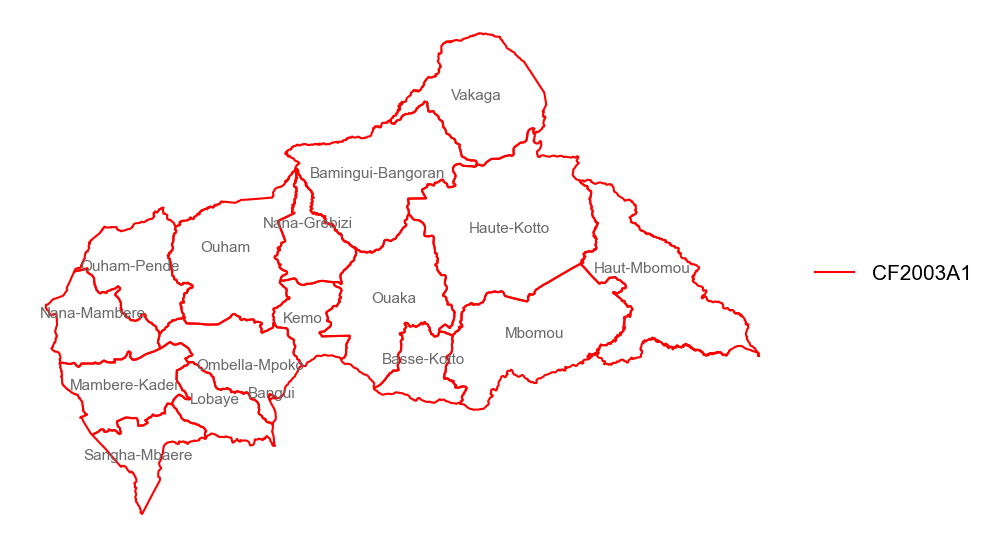 Vakaga
Bamingui-Bangoran
Nana-Grebizi
Haute-Kotto
Ouham
Ouham-Pende
Haut-Mbomou
CF2003A1
Ouaka
Nana-Mambere
Kemo
Mbomou
Basse-Kotto
Ombella-Mpoko
Mambere-Kadei
Bangui
Lobaye
Sangha-Mbaere